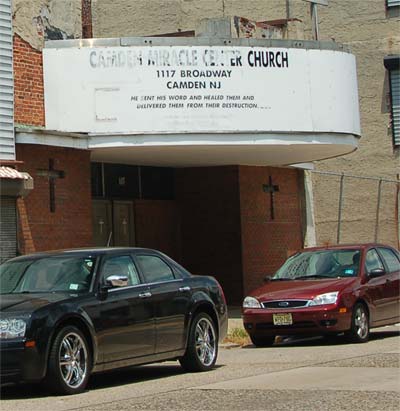 CAMDEN MIRACLE CENTER CHURCH
1117 BROADWAY
CAMDEN NJ
HE SENT HIS WORD AND HEALED THEM AND
DELIVERED THEM FROM THEIR DESTRUCTION.....
Ford